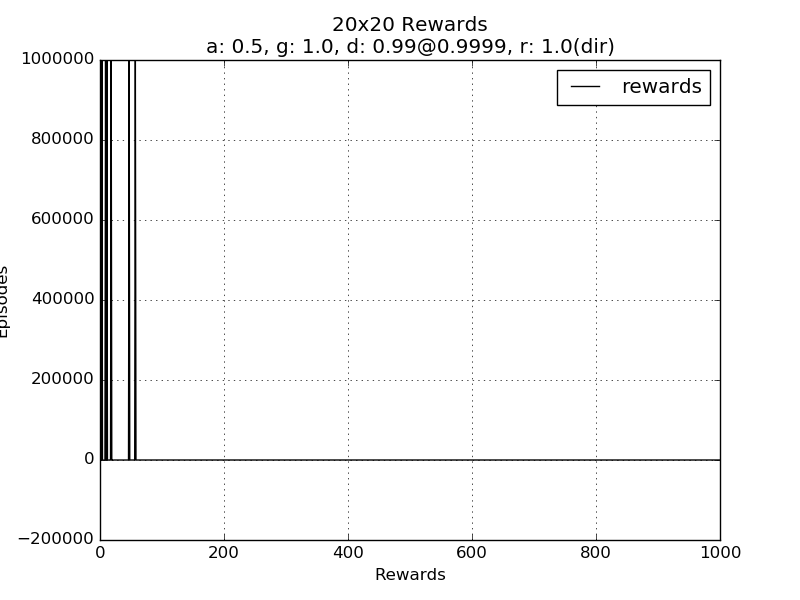 20x20 Rewards
a: 0.5, g: 1.0, d: 0.99@0.9999, r: 1.0(dir)
rewards
1000000
800000
600000
400000
200000
0
−200000
Episodes
0 200 400 600 800 1000
Rewards